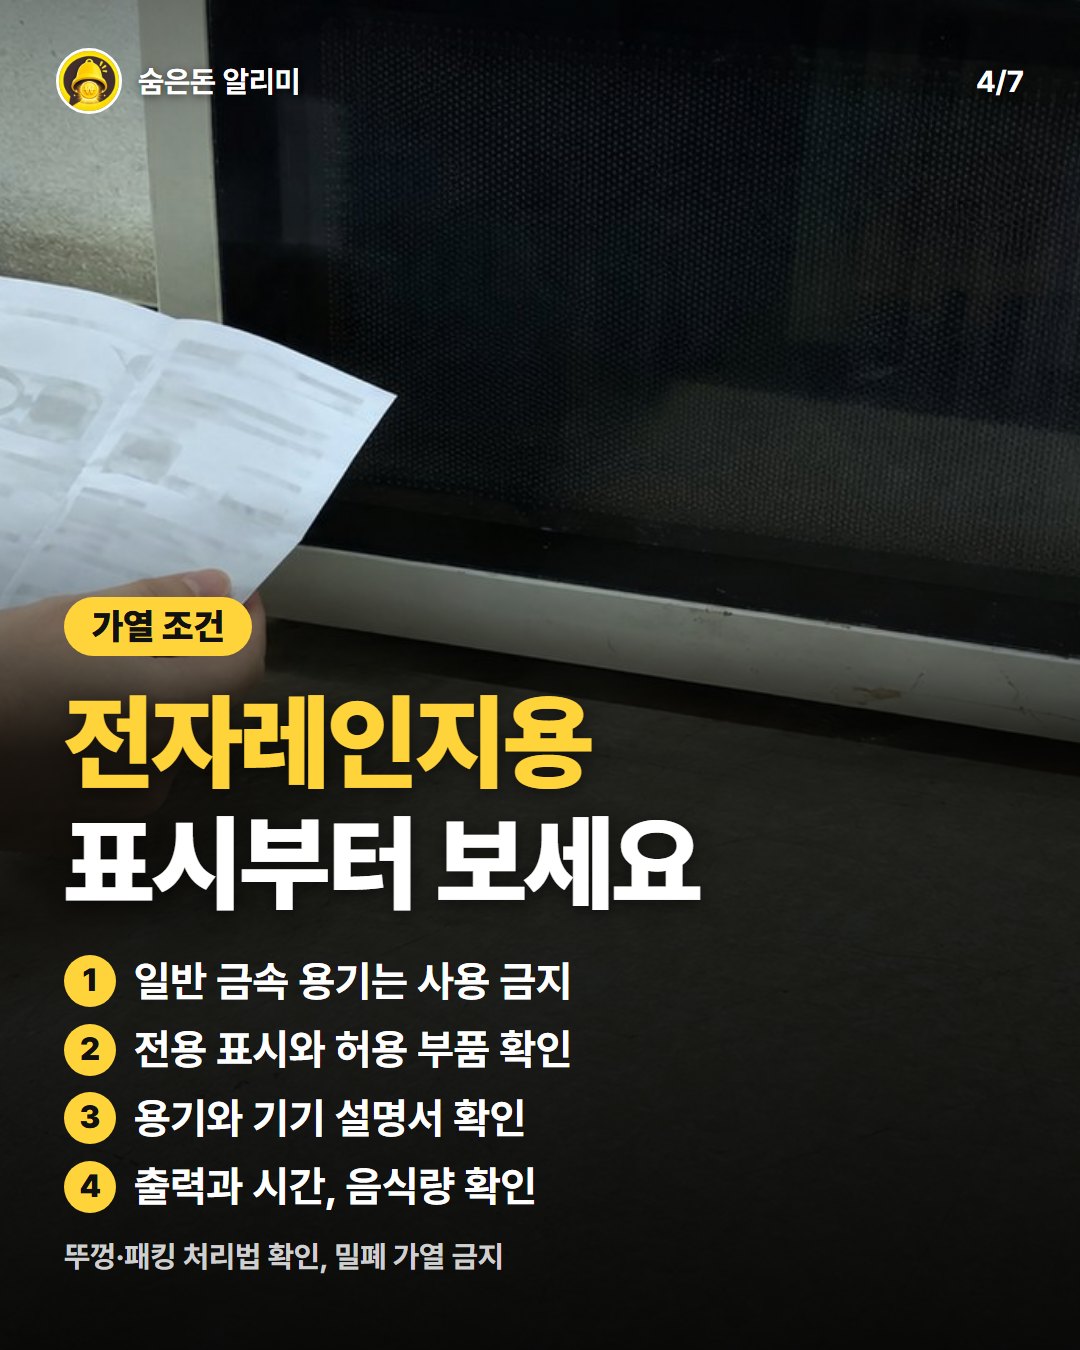 숨은돈 알리미
4/7
가열 조건
전자레인지용
표시부터 보세요
1 일반 금속 용기는 사용 금지
2 전용 표시와 허용 부품 확인
3 용기와 기기 설명서 확인
4 출력과 시간, 음식량 확인
뚜껑·패킹 처리법 확인, 밀폐 가열 금지